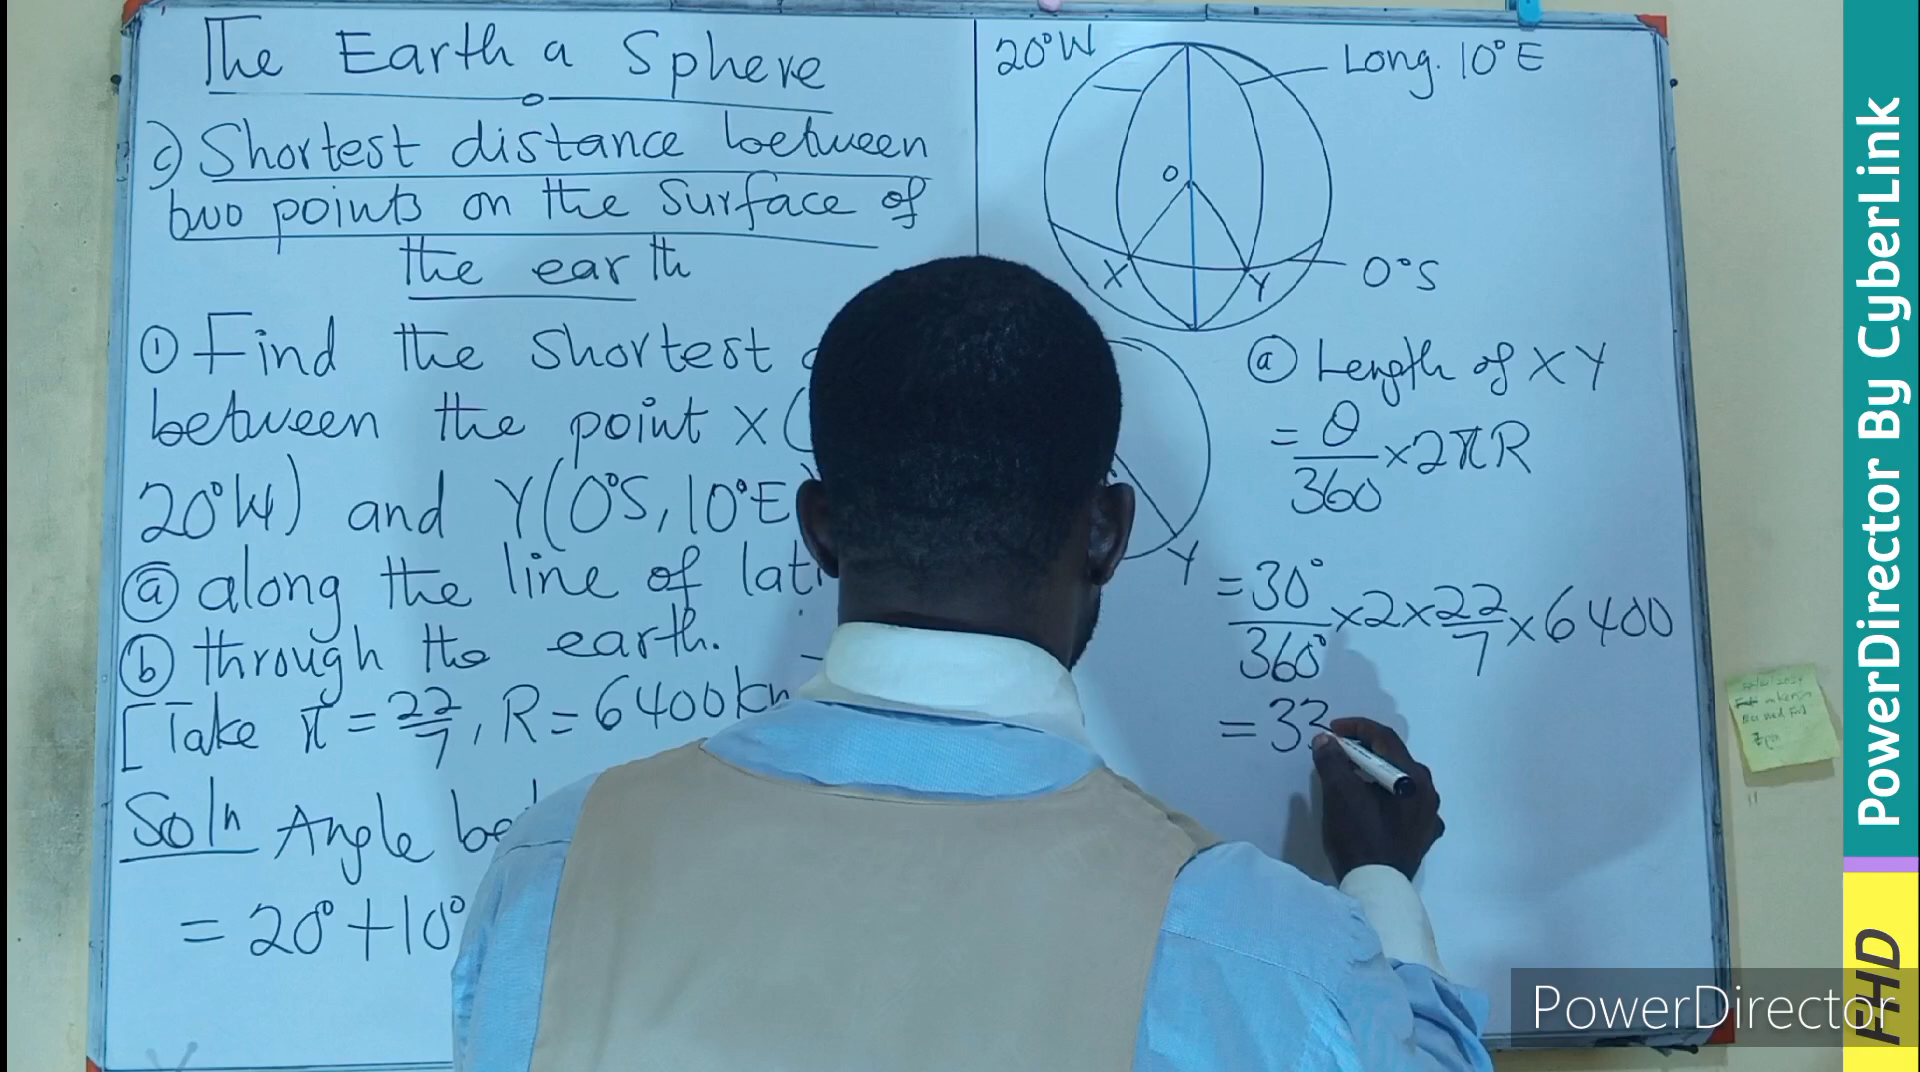 The Earth a Sphere
c) Shortest distance between
two points on the surface of
the earth
① Find the shortest
between the point X (
20°W) and Y(0°S, 10°E
ⓐ along the line of lati
ⓑ through the earth.
[Take π = 22/7, R = 6400km
Soln Angle be
= 20° + 10°
20°W
Long. 10°E
O
X
Y
0°S
Y
ⓐ Length of XY
= θ/360 × 2πR
= 30°/360° × 2 × 22/7 × 6400
= 33
PowerDirector By CyberLink
FHD
PowerDirector